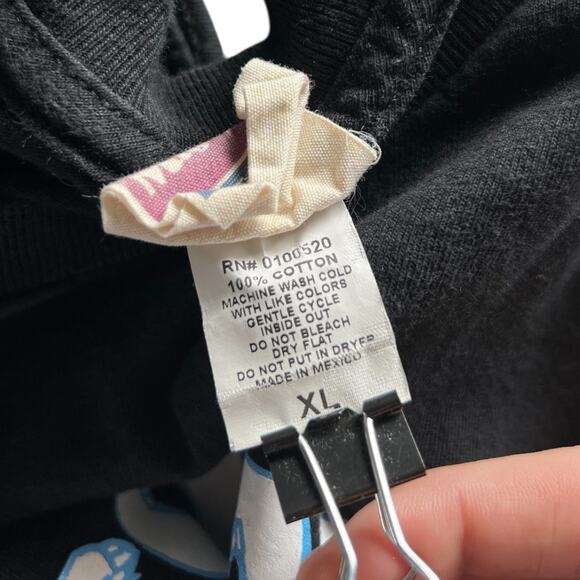 RN# 0100520
100% COTTON
MACHINE WASH COLD
WITH LIKE COLORS
GENTLE CYCLE
INSIDE OUT
DO NOT BLEACH
DRY FLAT
DO NOT PUT IN DRYER
MADE IN MEXICO
XL